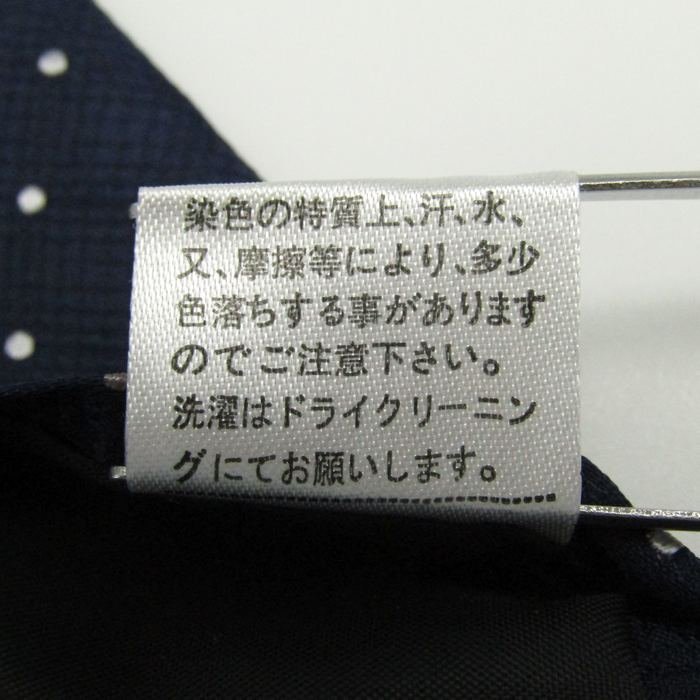 染色の特質上、汗、水、
又、摩擦等により、多少
色落ちする事があります
のでご注意下さい。
洗濯はドライクリーニン
グにてお願いします。